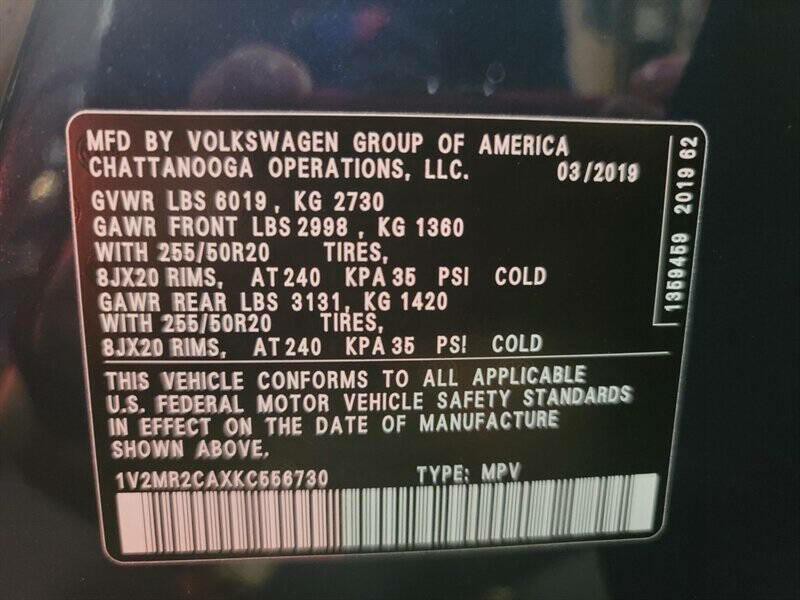 MFD BY VOLKSWAGEN GROUP OF AMERICA
CHATTANOOGA OPERATIONS, LLC. 03/2019
GVWR LBS 6019, KG 2730
GAWR FRONT LBS 2998, KG 1360
WITH 255/50R20 TIRES,
8JX20 RIMS, AT 240 KPA 35 PSI COLD
GAWR REAR LBS 3131, KG 1420
WITH 255/50R20 TIRES,
8JX20 RIMS, AT 240 KPA 35 PSI COLD
THIS VEHICLE CONFORMS TO ALL APPLICABLE
U.S. FEDERAL MOTOR VEHICLE SAFETY STANDARDS
IN EFFECT ON THE DATE OF MANUFACTURE
SHOWN ABOVE.
1V2MR2CAXKC556730 TYPE: MPV
1359459 2019 62